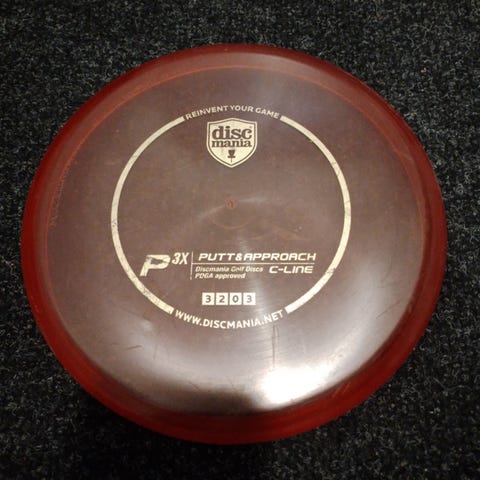 REINVENT YOUR GAME
disc
mania
P3X PUTT&APPROACH
Discmania Golf Discs C-LINE
PDGA approved
3 2 0 3
WWW.DISCMANIA.NET